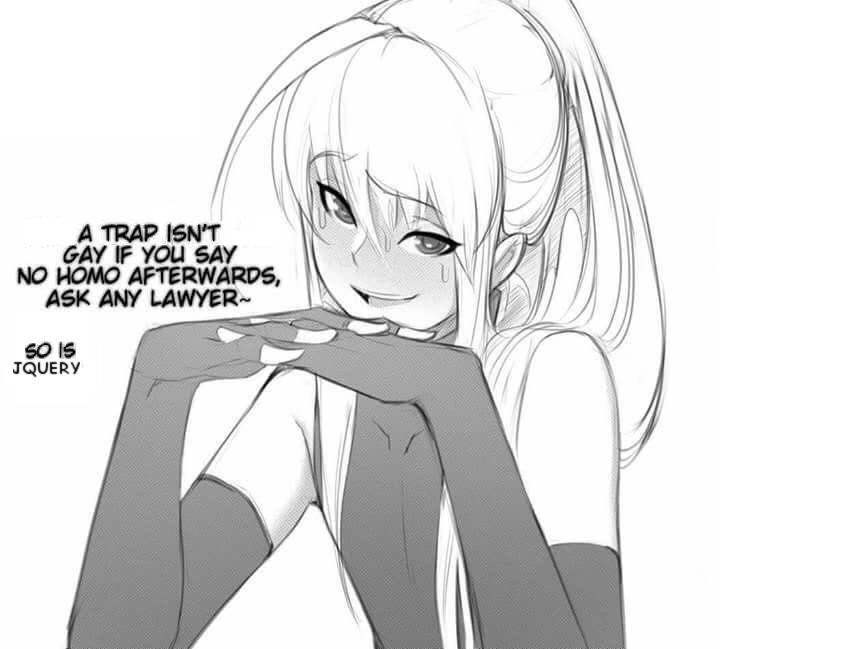 A TRAP ISN'T
GAY IF YOU SAY
NO HOMO AFTERWARDS,
ASK ANY LAWYER~
SO IS
JQUERY